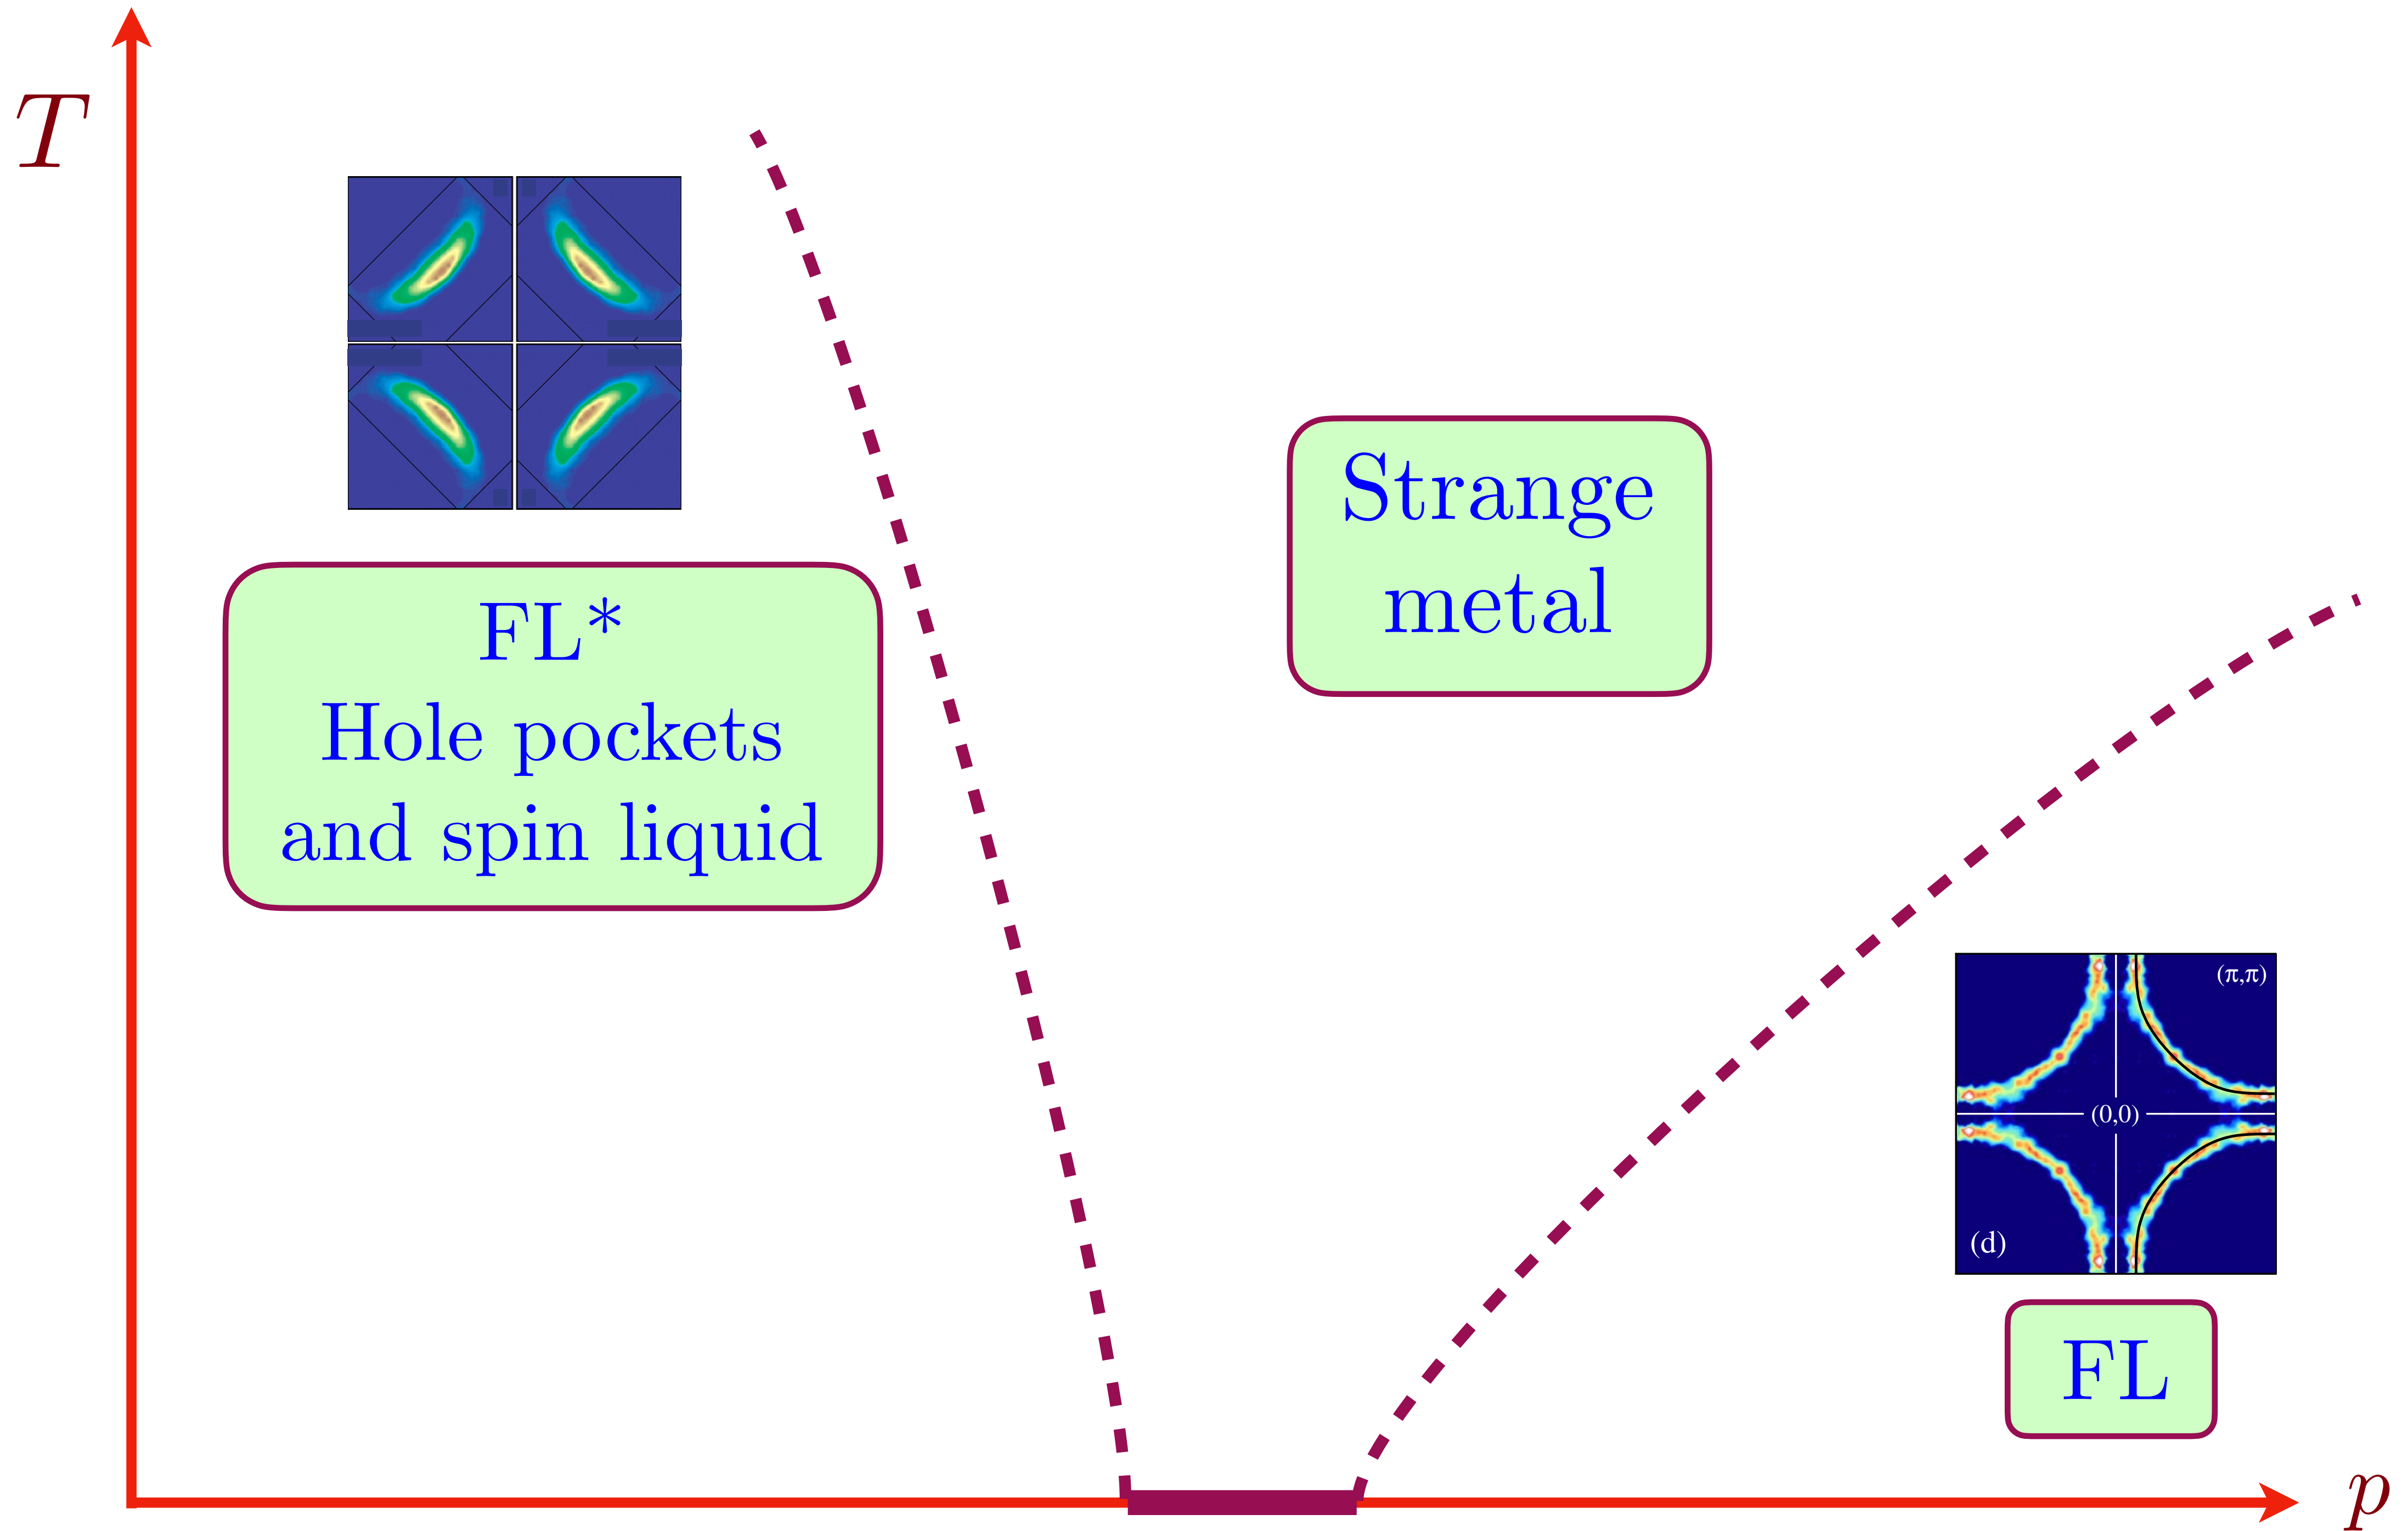 T
FL*
Hole pockets
and spin liquid
Strange
metal
(π,π)
(0,0)
(d)
FL
p